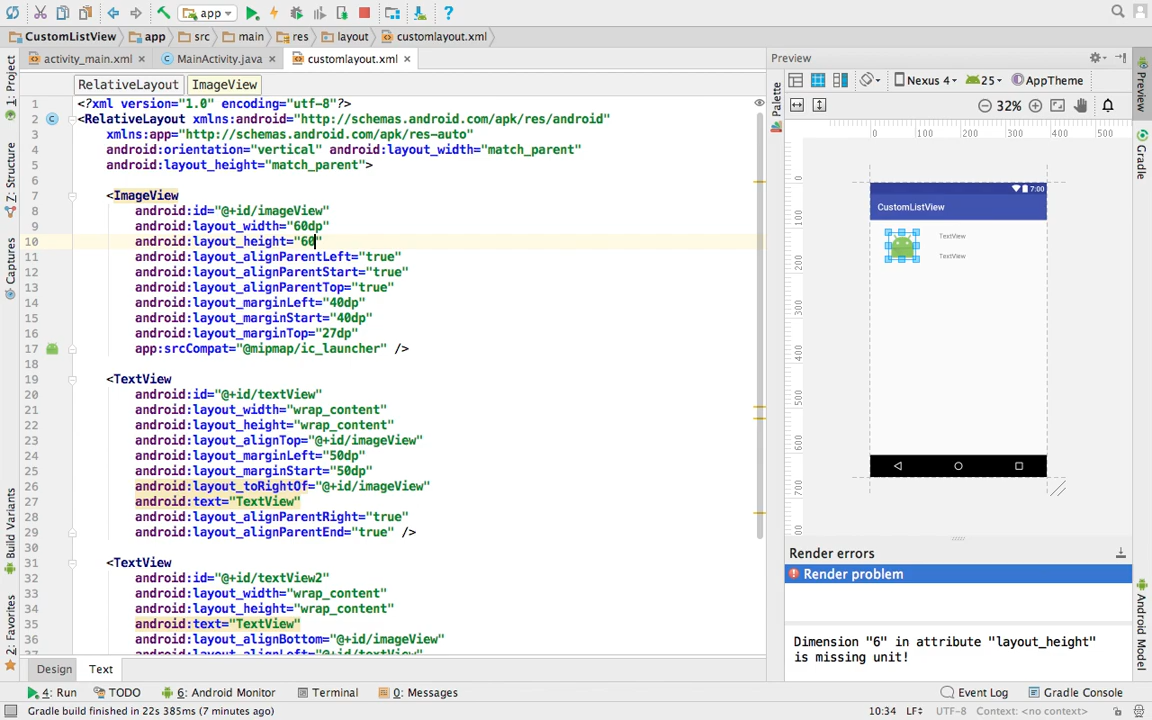 app
?
CustomListView
app
src
main
res
layout
customlayout.xml
activity_main.xml
MainActivity.java
customlayout.xml
RelativeLayout
ImageView
1 <?xml version="1.0" encoding="utf-8"?>
2 <RelativeLayout xmlns:android="http://schemas.android.com/apk/res/android"
3 xmlns:app="http://schemas.android.com/apk/res-auto"
4 android:orientation="vertical" android:layout_width="match_parent"
5 android:layout_height="match_parent">
6
7 <ImageView
8 android:id="@+id/imageView"
9 android:layout_width="60dp"
10 android:layout_height="60"
11 android:layout_alignParentLeft="true"
12 android:layout_alignParentStart="true"
13 android:layout_alignParentTop="true"
14 android:layout_marginLeft="40dp"
15 android:layout_marginStart="40dp"
16 android:layout_marginTop="27dp"
17 app:srcCompat="@mipmap/ic_launcher" />
18
19 <TextView
20 android:id="@+id/textView"
21 android:layout_width="wrap_content"
22 android:layout_height="wrap_content"
23 android:layout_alignTop="@+id/imageView"
24 android:layout_marginLeft="50dp"
25 android:layout_marginStart="50dp"
26 android:layout_toRightOf="@+id/imageView"
27 android:text="TextView"
28 android:layout_alignParentRight="true"
29 android:layout_alignParentEnd="true" />
30
31 <TextView
32 android:id="@+id/textView2"
33 android:layout_width="wrap_content"
34 android:layout_height="wrap_content"
35 android:text="TextView"
36 android:layout_alignBottom="@+id/imageView"
37 android:layout_alignLeft="@+id/textView"
Design
Text
1: Project
Z: Structure
Captures
Build Variants
2: Favorites
Preview
Palette
Nexus 4
25
AppTheme
32%
0 100 200 300 400 500
0
100
200
300
400
500
600
700
7:00
CustomListView
TextView
TextView
Render errors
Render problem
Dimension "6" in attribute "layout_height"
is missing unit!
Preview
Gradle
Android Model
4: Run
TODO
6: Android Monitor
Terminal
0: Messages
Event Log
Gradle Console
Gradle build finished in 22s 385ms (7 minutes ago)
10:34
LF÷
UTF-8
Context: <no context>